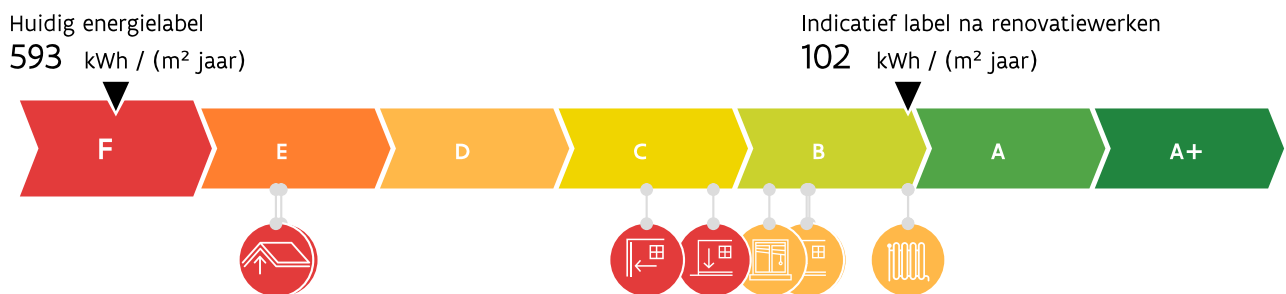 Huidig energielabel
593 kWh / (m² jaar)
Indicatief label na renovatiewerken
102 kWh / (m² jaar)
F E D C B A A+